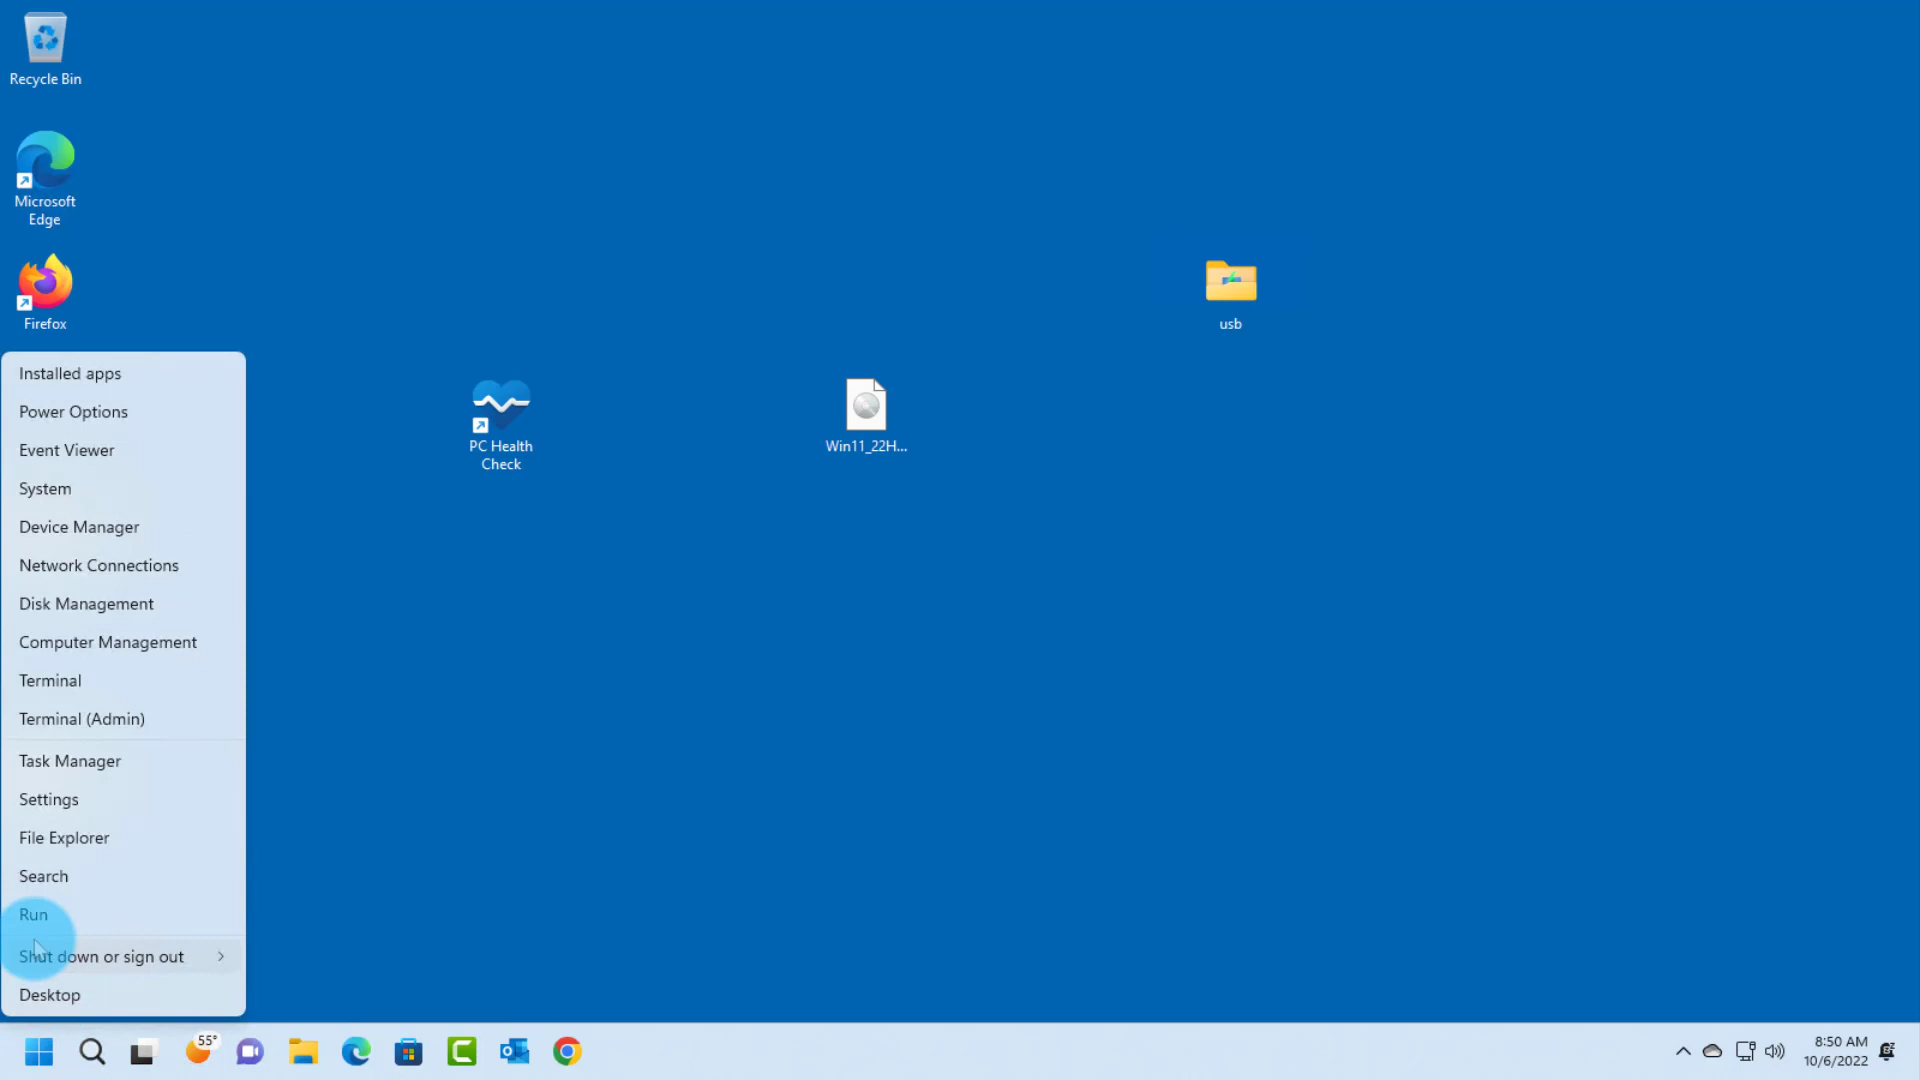 Recycle Bin
Microsoft
Edge
Firefox
usb
PC Health
Check
Win11_22H...
Installed apps
Power Options
Event Viewer
System
Device Manager
Network Connections
Disk Management
Computer Management
Terminal
Terminal (Admin)
Task Manager
Settings
File Explorer
Search
Run
Shut down or sign out
Desktop
55°
8:50 AM
10/6/2022